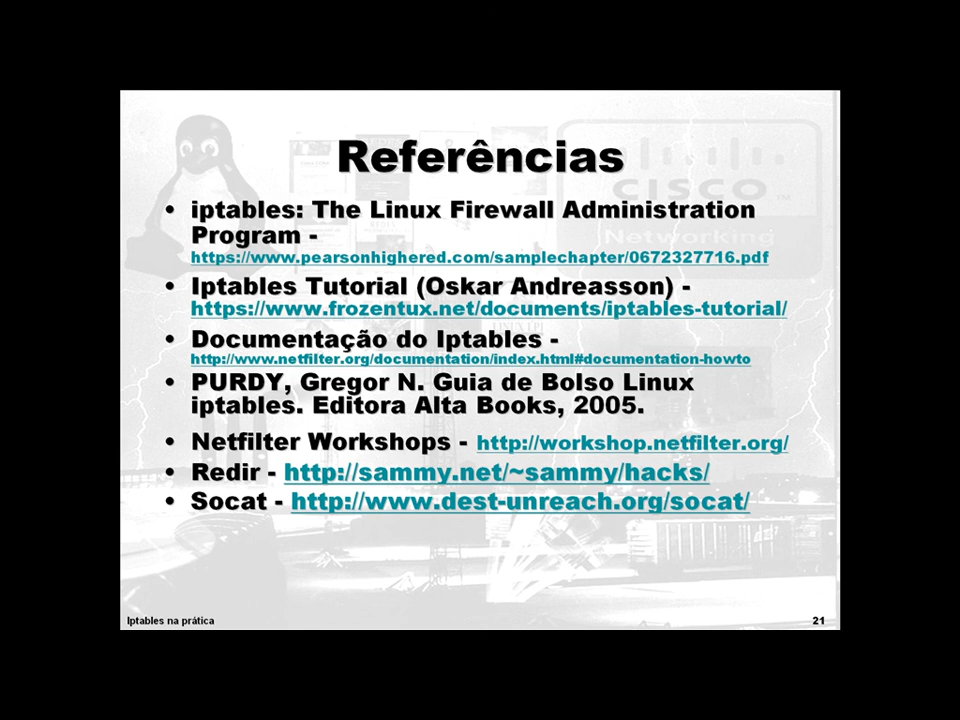 Referências
CISCO
Networking
• iptables: The Linux Firewall Administration
Program -
https://www.pearsonhighered.com/samplechapter/0672327716.pdf
• Iptables Tutorial (Oskar Andreasson) -
https://www.frozentux.net/documents/iptables-tutorial/
• Documentação do Iptables -
http://www.netfilter.org/documentation/index.html#documentation-howto
• PURDY, Gregor N. Guia de Bolso Linux
iptables. Editora Alta Books, 2005.
• Netfilter Workshops - http://workshop.netfilter.org/
• Redir - http://sammy.net/~sammy/hacks/
• Socat - http://www.dest-unreach.org/socat/
Iptables na prática
21